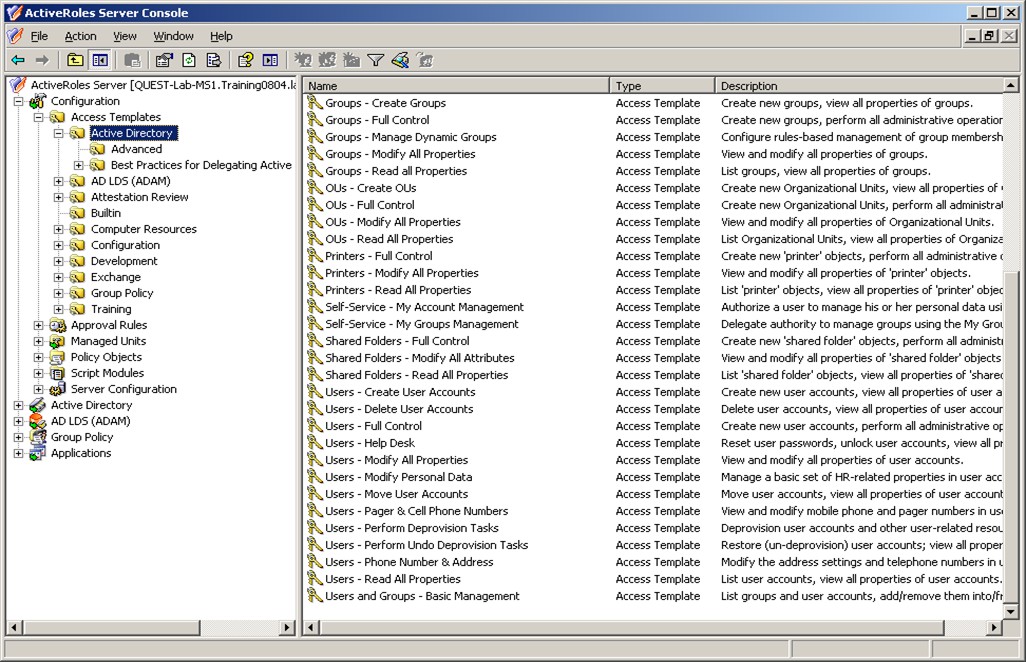 ActiveRoles Server Console
File Action View Window Help
ActiveRoles Server [QUEST-Lab-MS1.Training0804.la
Configuration
Access Templates
Active Directory
Advanced
Best Practices for Delegating Active
AD LDS (ADAM)
Attestation Review
Builtin
Computer Resources
Configuration
Development
Exchange
Group Policy
Training
Approval Rules
Managed Units
Policy Objects
Script Modules
Server Configuration
Active Directory
AD LDS (ADAM)
Group Policy
Applications
Name Type Description
Groups - Create Groups Access Template Create new groups, view all properties of groups.
Groups - Full Control Access Template Create new groups, perform all administrative operation
Groups - Manage Dynamic Groups Access Template Configure rules-based management of group membersh
Groups - Modify All Properties Access Template View and modify all properties of groups.
Groups - Read all Properties Access Template List groups, view all properties of groups.
OUs - Create OUs Access Template Create new Organizational Units, view all properties of
OUs - Full Control Access Template Create new Organizational Units, perform all administra
OUs - Modify All Properties Access Template View and modify all properties of Organizational Units.
OUs - Read All Properties Access Template List Organizational Units, view all properties of Organiza
Printers - Full Control Access Template Create new 'printer' objects, perform all administrative o
Printers - Modify All Properties Access Template View and modify all properties of 'printer' objects.
Printers - Read All Properties Access Template List 'printer' objects, view all properties of 'printer' objec
Self-Service - My Account Management Access Template Authorize a user to manage his or her personal data usi
Self-Service - My Groups Management Access Template Delegate authority to manage groups using the My Grou
Shared Folders - Full Control Access Template Create new 'shared folder' objects, perform all administr
Shared Folders - Modify All Attributes Access Template View and modify all properties of 'shared folder' objects
Shared Folders - Read All Properties Access Template List 'shared folder' objects, view all properties of 'shared
Users - Create User Accounts Access Template Create new user accounts, view all properties of user a
Users - Delete User Accounts Access Template Delete user accounts, view all properties of user accoun
Users - Full Control Access Template Create new user accounts, perform all administrative op
Users - Help Desk Access Template Reset user passwords, unlock user accounts, view all pr
Users - Modify All Properties Access Template View and modify all properties of user accounts.
Users - Modify Personal Data Access Template Manage a basic set of HR-related properties in user acc
Users - Move User Accounts Access Template Move user accounts, view all properties of user account
Users - Pager & Cell Phone Numbers Access Template View and modify mobile phone and pager numbers in use
Users - Perform Deprovision Tasks Access Template Deprovision user accounts and other user-related resou
Users - Perform Undo Deprovision Tasks Access Template Restore (un-deprovision) user accounts; view all proper
Users - Phone Number & Address Access Template Modify the address settings and telephone numbers in u
Users - Read All Properties Access Template List user accounts, view all properties of user accounts.
Users and Groups - Basic Management Access Template List groups and user accounts, add/remove them into/fr